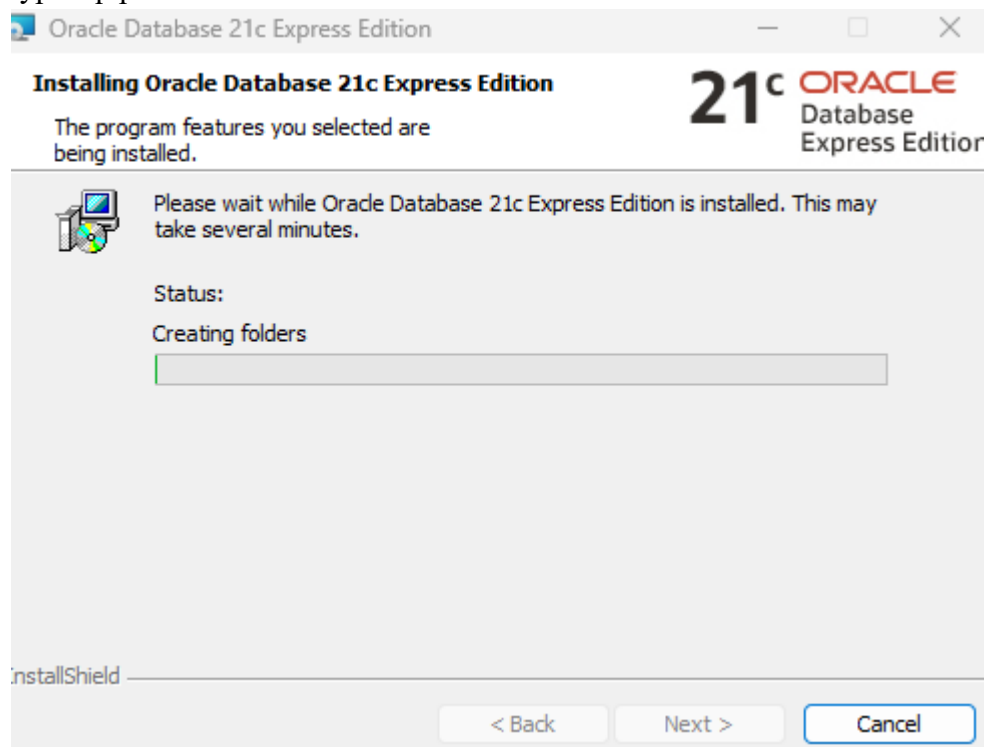 Oracle Database 21c Express Edition
Installing Oracle Database 21c Express Edition
The program features you selected are
being installed.
21c ORACLE
Database
Express Edition
Please wait while Oracle Database 21c Express Edition is installed. This may
take several minutes.
Status:
Creating folders
InstallShield
< Back
Next >
Cancel